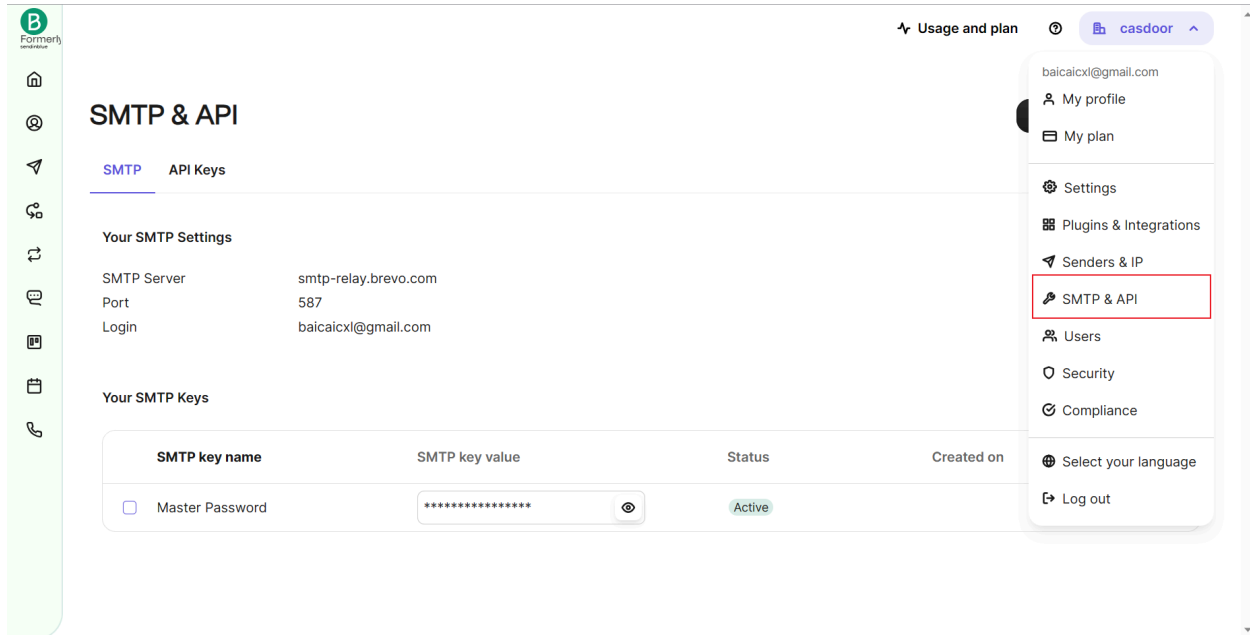 B
Formerly
sendinblue
Usage and plan
casdoor
baicaicxl@gmail.com
My profile
My plan
Settings
Plugins & Integrations
Senders & IP
SMTP & API
Users
Security
Compliance
Select your language
Log out
SMTP & API
SMTP API Keys
Your SMTP Settings
SMTP Server smtp-relay.brevo.com
Port 587
Login baicaicxl@gmail.com
Your SMTP Keys
SMTP key name SMTP key value Status Created on
Master Password **************** Active